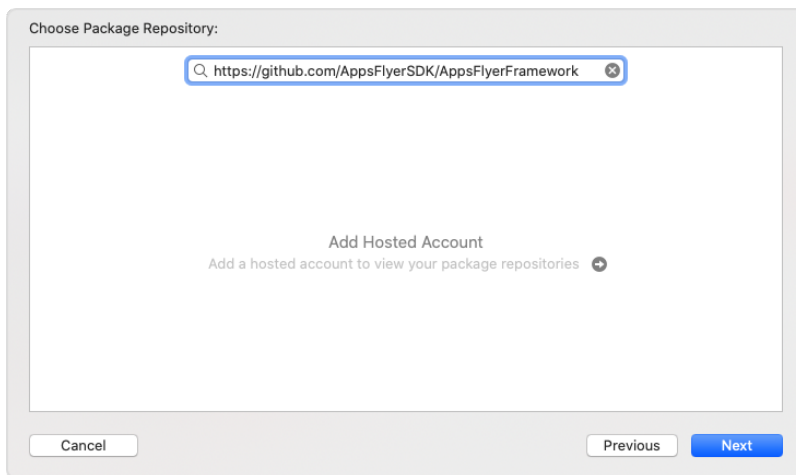 Choose Package Repository:
https://github.com/AppsFlyerSDK/AppsFlyerFramework
Add Hosted Account
Add a hosted account to view your package repositories
Cancel
Previous
Next